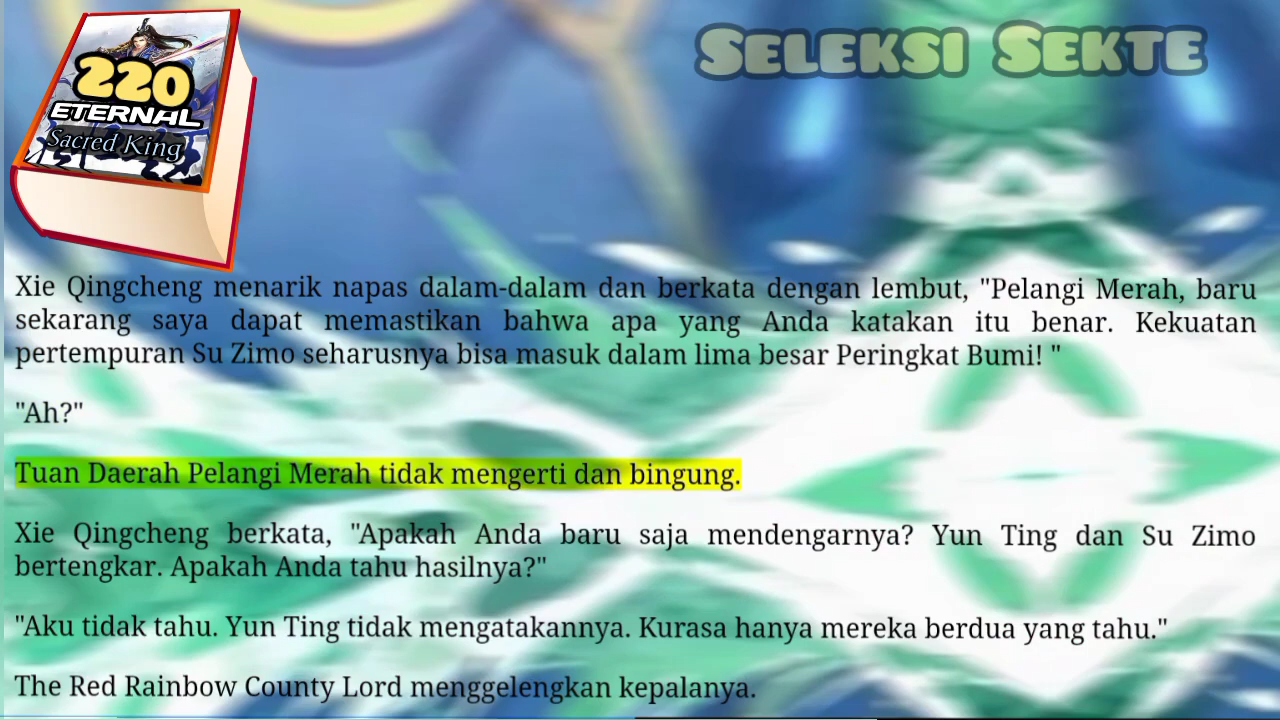 220
ETERNAL
Sacred King
SELEKSI SEKTE
Xie Qingcheng menarik napas dalam-dalam dan berkata dengan lembut, "Pelangi Merah, baru
sekarang saya dapat memastikan bahwa apa yang Anda katakan itu benar. Kekuatan
pertempuran Su Zimo seharusnya bisa masuk dalam lima besar Peringkat Bumi! "
"Ah?"
Tuan Daerah Pelangi Merah tidak mengerti dan bingung.
Xie Qingcheng berkata, "Apakah Anda baru saja mendengarnya? Yun Ting dan Su Zimo
bertengkar. Apakah Anda tahu hasilnya?"
"Aku tidak tahu. Yun Ting tidak mengatakannya. Kurasa hanya mereka berdua yang tahu."
The Red Rainbow County Lord menggelengkan kepalanya.